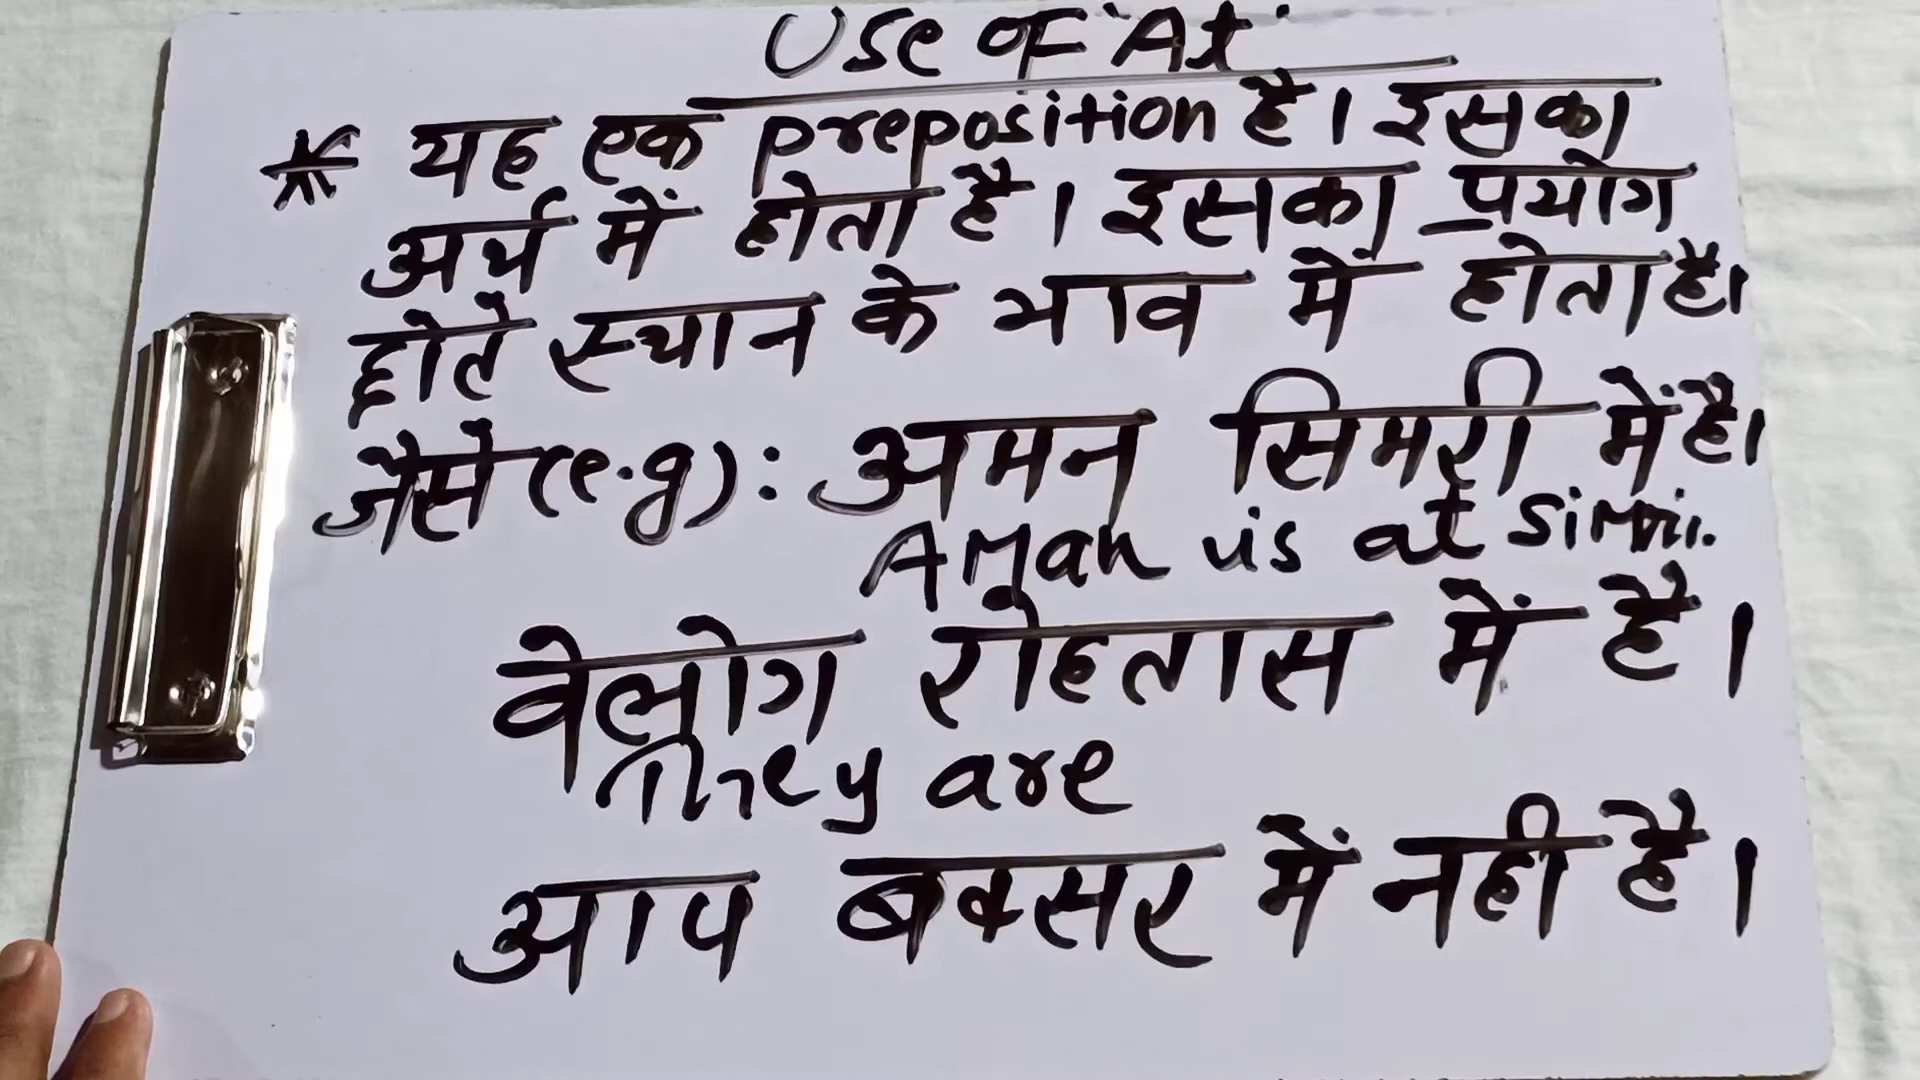 Use of 'At'
* यह एक preposition है। इसका
अर्थ में होता है। इसका प्रयोग
छोटे स्थान के भाव में होता है।
जैसे (e.g): अमन सिमरी में है।
Aman is at Simri.
वेलोग रोहतास में है।
They are
आप बक्सर में नही है।